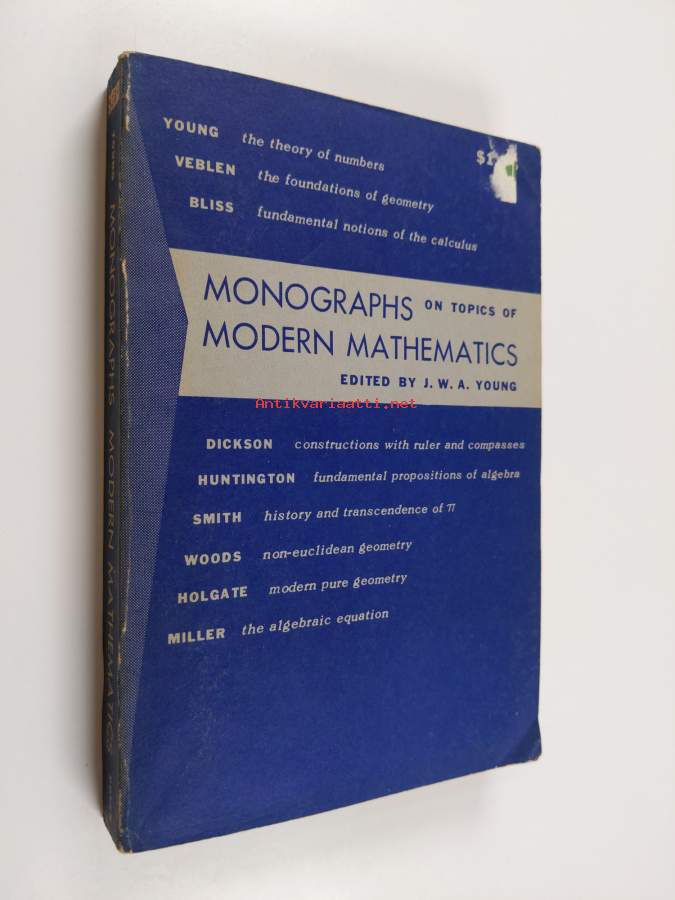 YOUNG the theory of numbers
VEBLEN the foundations of geometry
BLISS fundamental notions of the calculus
MONOGRAPHS ON TOPICS OF
MODERN MATHEMATICS
EDITED BY J. W. A. YOUNG
Antikvariaatti.net
DICKSON constructions with ruler and compasses
HUNTINGTON fundamental propositions of algebra
SMITH history and transcendence of π
WOODS non-euclidean geometry
HOLGATE modern pure geometry
MILLER the algebraic equation
YOUNG MONOGRAPHS MODERN MATHEMATICS